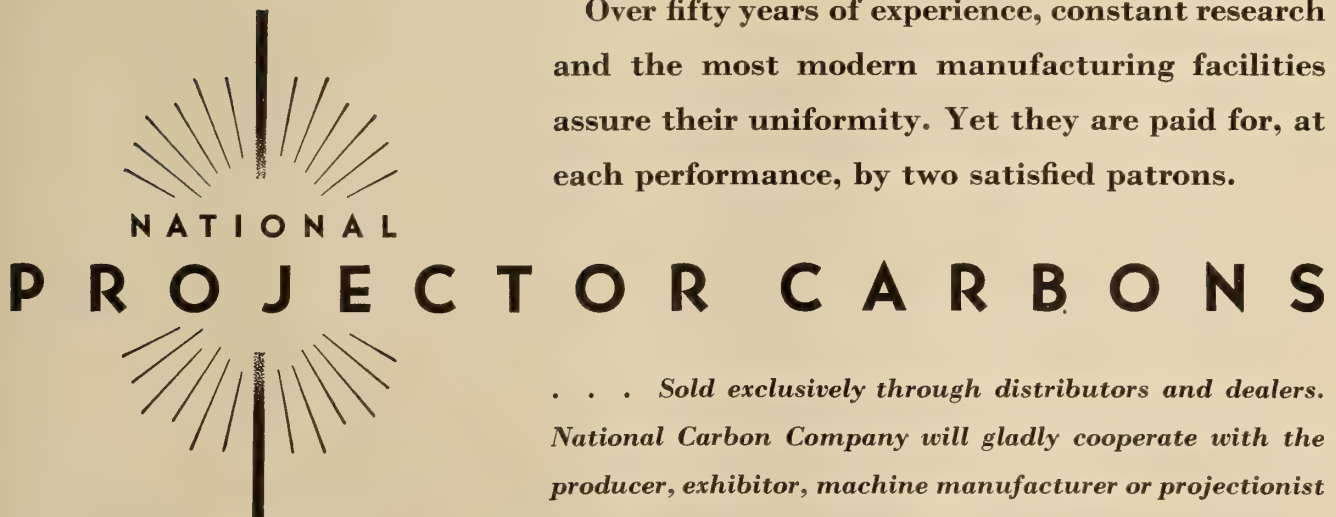 Over fifty years of experience, constant research
and the most modern manufacturing facilities
assure their uniformity. Yet they are paid for, at
each performance, by two satisfied patrons.
NATIONAL
PROJECTOR CARBONS
. . . Sold exclusively through distributors and dealers.
National Carbon Company will gladly cooperate with the
producer, exhibitor, machine manufacturer or projectionist